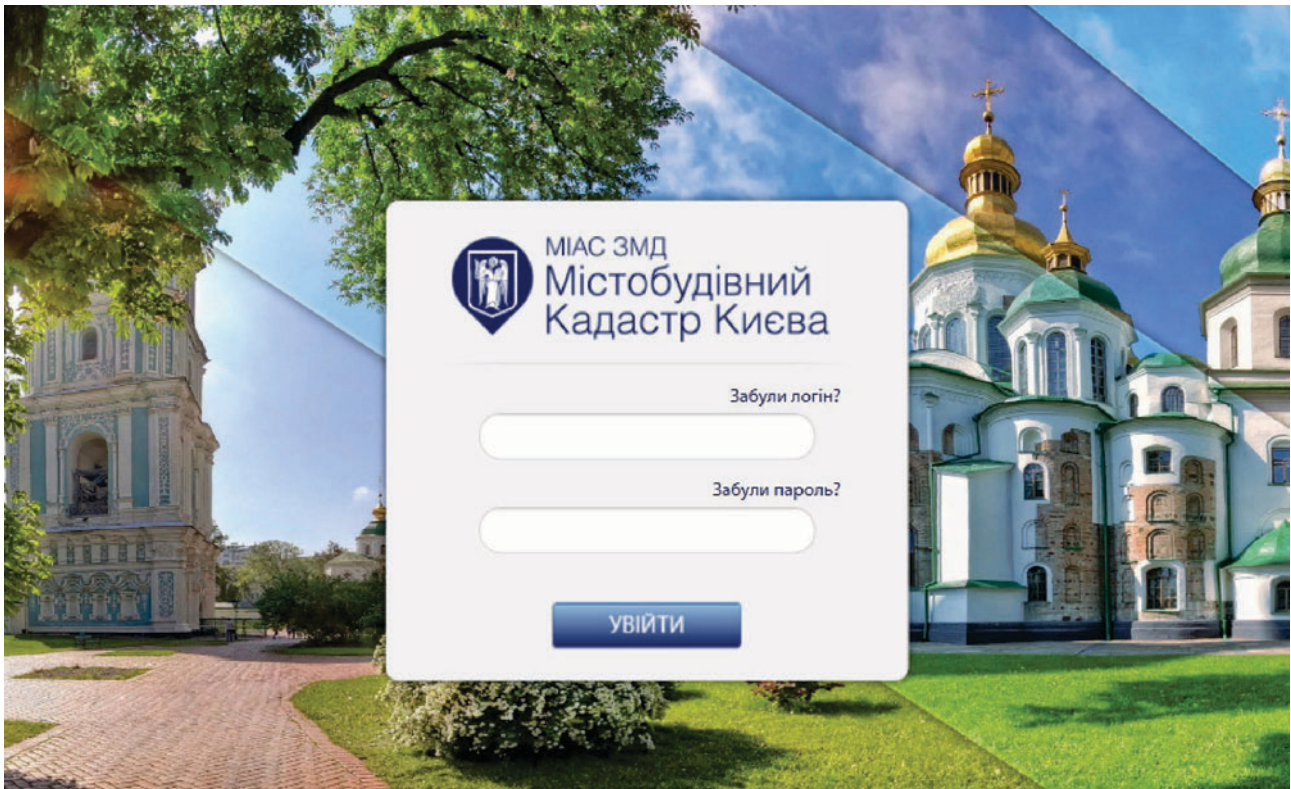 МІАС ЗМД
Містобудівний
Кадастр Києва
Забули логін?
Забули пароль?
УВІЙТИ